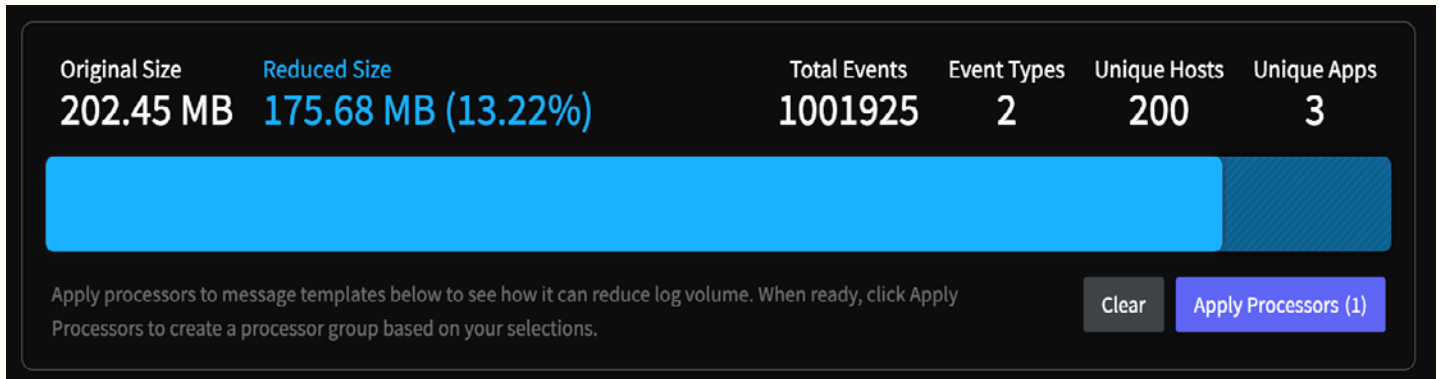 Original Size
202.45 MB
Reduced Size
175.68 MB (13.22%)
Total Events
1001925
Event Types
2
Unique Hosts
200
Unique Apps
3
Apply processors to message templates below to see how it can reduce log volume. When ready, click Apply
Processors to create a processor group based on your selections.
Clear
Apply Processors (1)